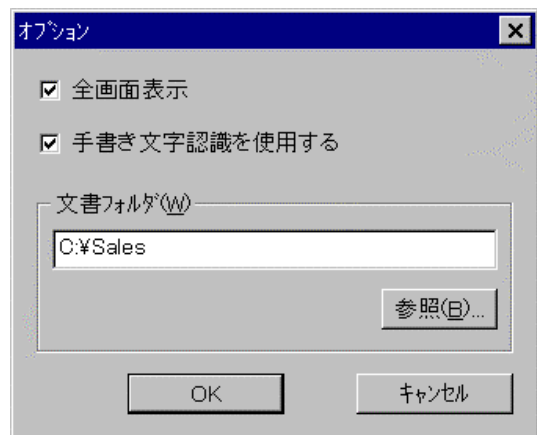 ｵﾌﾟｼｮﾝ
全画面表示
手書き文字認識を使用する
文書ﾌｫﾙﾀﾞ(W)
C:¥Sales
参照(B)...
OK
ｷｬﾝｾﾙ